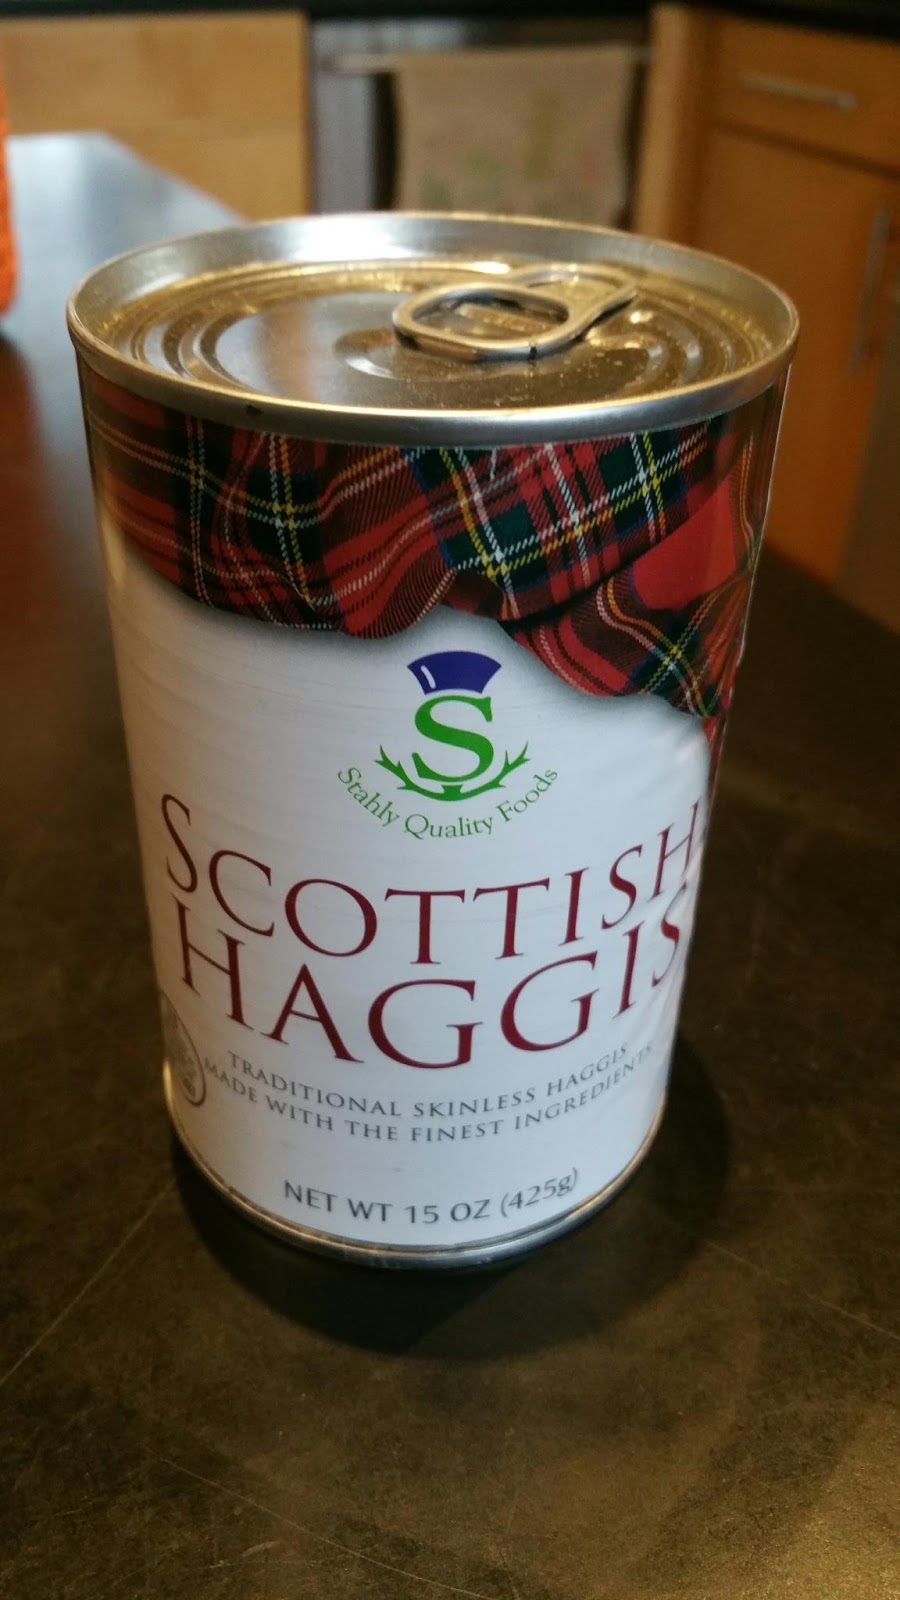 S
Stahly Quality Foods
SCOTTISH
HAGGIS
TRADITIONAL SKINLESS HAGGIS
MADE WITH THE FINEST INGREDIENTS
NET WT 15 OZ (425g)